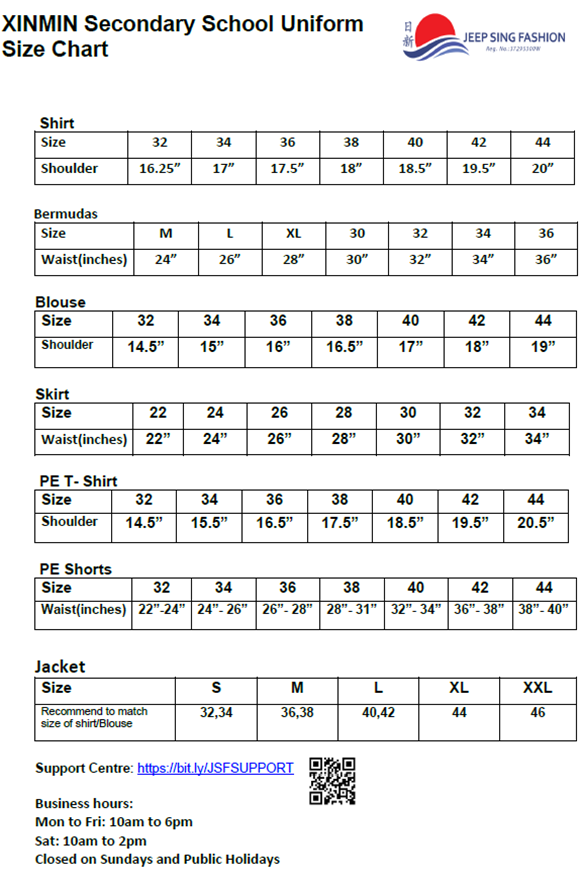 XINMIN Secondary School Uniform
Size Chart
日新
JEEP SING FASHION
Shirt
Size 32 34 36 38 40 42 44
Shoulder 16.25” 17” 17.5” 18” 18.5” 19.5” 20”
Bermudas
Size M L XL 30 32 34 36
Waist(inches) 24” 26” 28” 30” 32” 34” 36”
Blouse
Size 32 34 36 38 40 42 44
Shoulder 14.5” 15” 16” 16.5” 17” 18” 19”
Skirt
Size 22 24 26 28 30 32 34
Waist(inches) 22” 24” 26” 28” 30” 32” 34”
PE T- Shirt
Size 32 34 36 38 40 42 44
Shoulder 14.5” 15.5” 16.5” 17.5” 18.5” 19.5” 20.5”
PE Shorts
Size 32 34 36 38 40 42 44
Waist(inches) 22”-24” 24”- 26” 26”- 28” 28”- 31” 32”- 34” 36”- 38” 38”- 40”
Jacket
Size S M L XL XXL
Recommend to match
size of shirt/Blouse 32,34 36,38 40,42 44 46
Support Centre: https://bit.ly/JSFSUPPORT
Business hours:
Mon to Fri: 10am to 6pm
Sat: 10am to 2pm
Closed on Sundays and Public Holidays